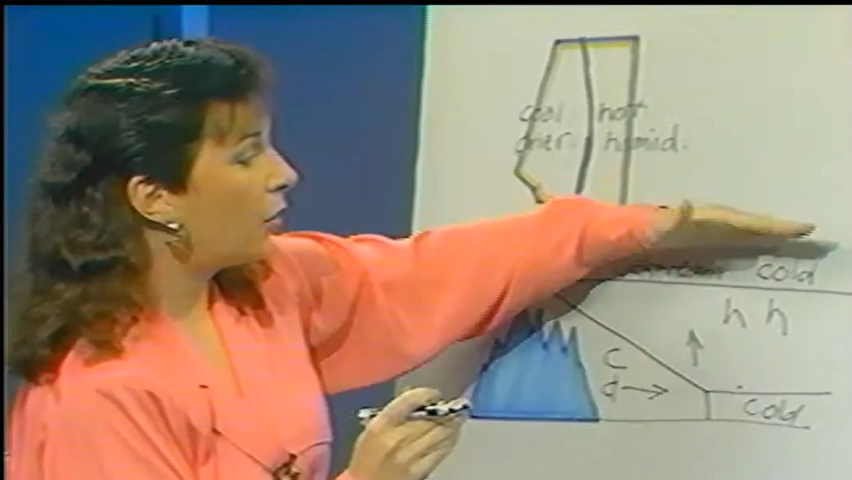 cool hot
drier. humid.
cold
h h
c
d
cold